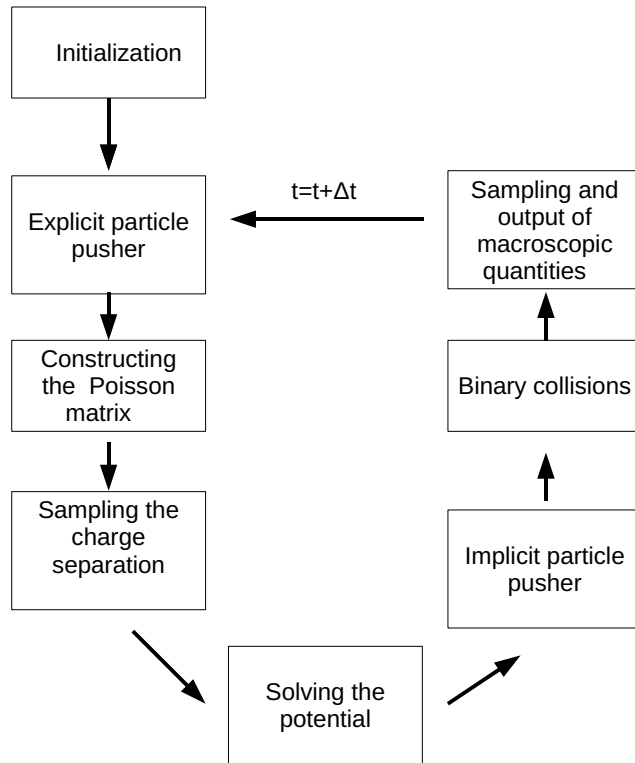 Initialization
Explicit particle
pusher
Constructing
the Poisson
matrix
Sampling the
charge
separation
Solving the
potential
Implicit particle
pusher
Binary collisions
Sampling and
output of
macroscopic
quantities
t=t+Δt